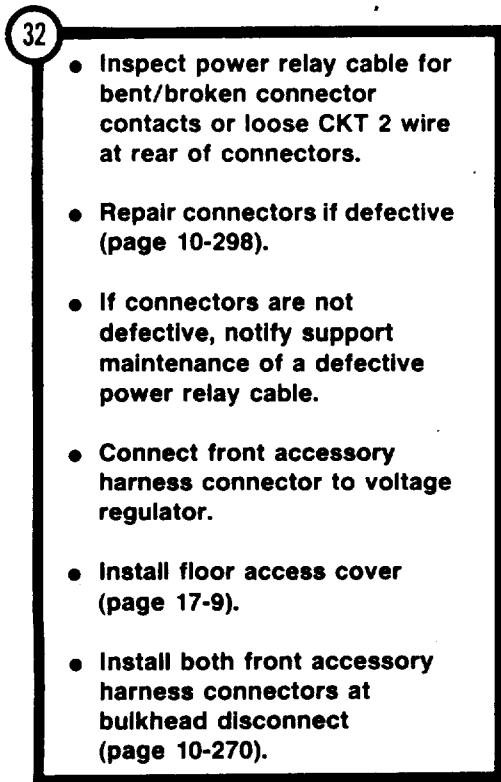 32
● Inspect power relay cable for
bent/broken connector
contacts or loose CKT 2 wire
at rear of connectors.
● Repair connectors if defective
(page 10-298).
● If connectors are not
defective, notify support
maintenance of a defective
power relay cable.
● Connect front accessory
harness connector to voltage
regulator.
● Install floor access cover
(page 17-9).
● Install both front accessory
harness connectors at
bulkhead disconnect
(page 10-270).